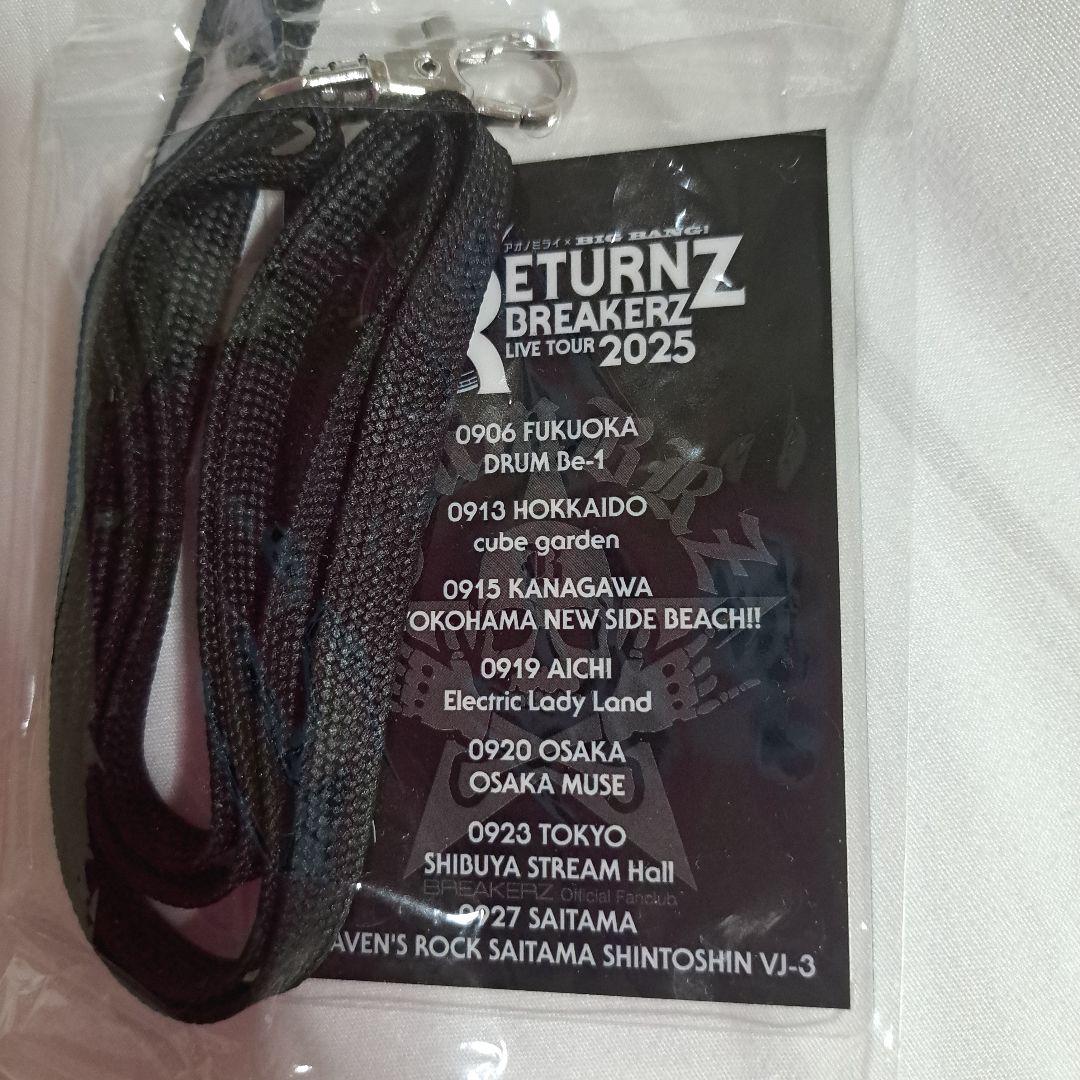 アオノミライ × BIG BANG!
RETURNZ
BREAKERZ
LIVE TOUR 2025
0906 FUKUOKA
DRUM Be-1
0913 HOKKAIDO
cube garden
0915 KANAGAWA
YOKOHAMA NEW SIDE BEACH!!
0919 AICHI
Electric Lady Land
0920 OSAKA
OSAKA MUSE
0923 TOKYO
SHIBUYA STREAM Hall
BREAKERZ Official Fanclub
0927 SAITAMA
AVEN'S ROCK SAITAMA SHINTOSHIN VJ-3